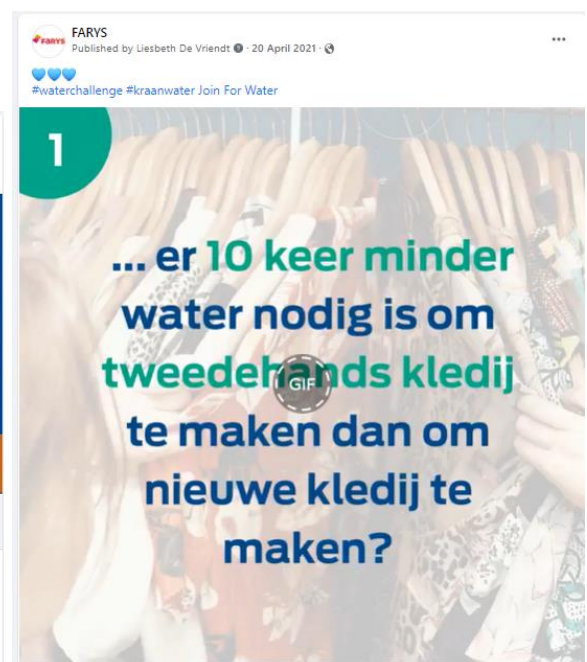 FARYS
FARYS
Published by Liesbeth De Vriendt · 20 April 2021 ·
💙💙💙
#waterchallenge #kraanwater Join For Water
1
... er 10 keer minder
water nodig is om
tweedehands kledij
GIF
te maken dan om
nieuwe kledij te
maken?